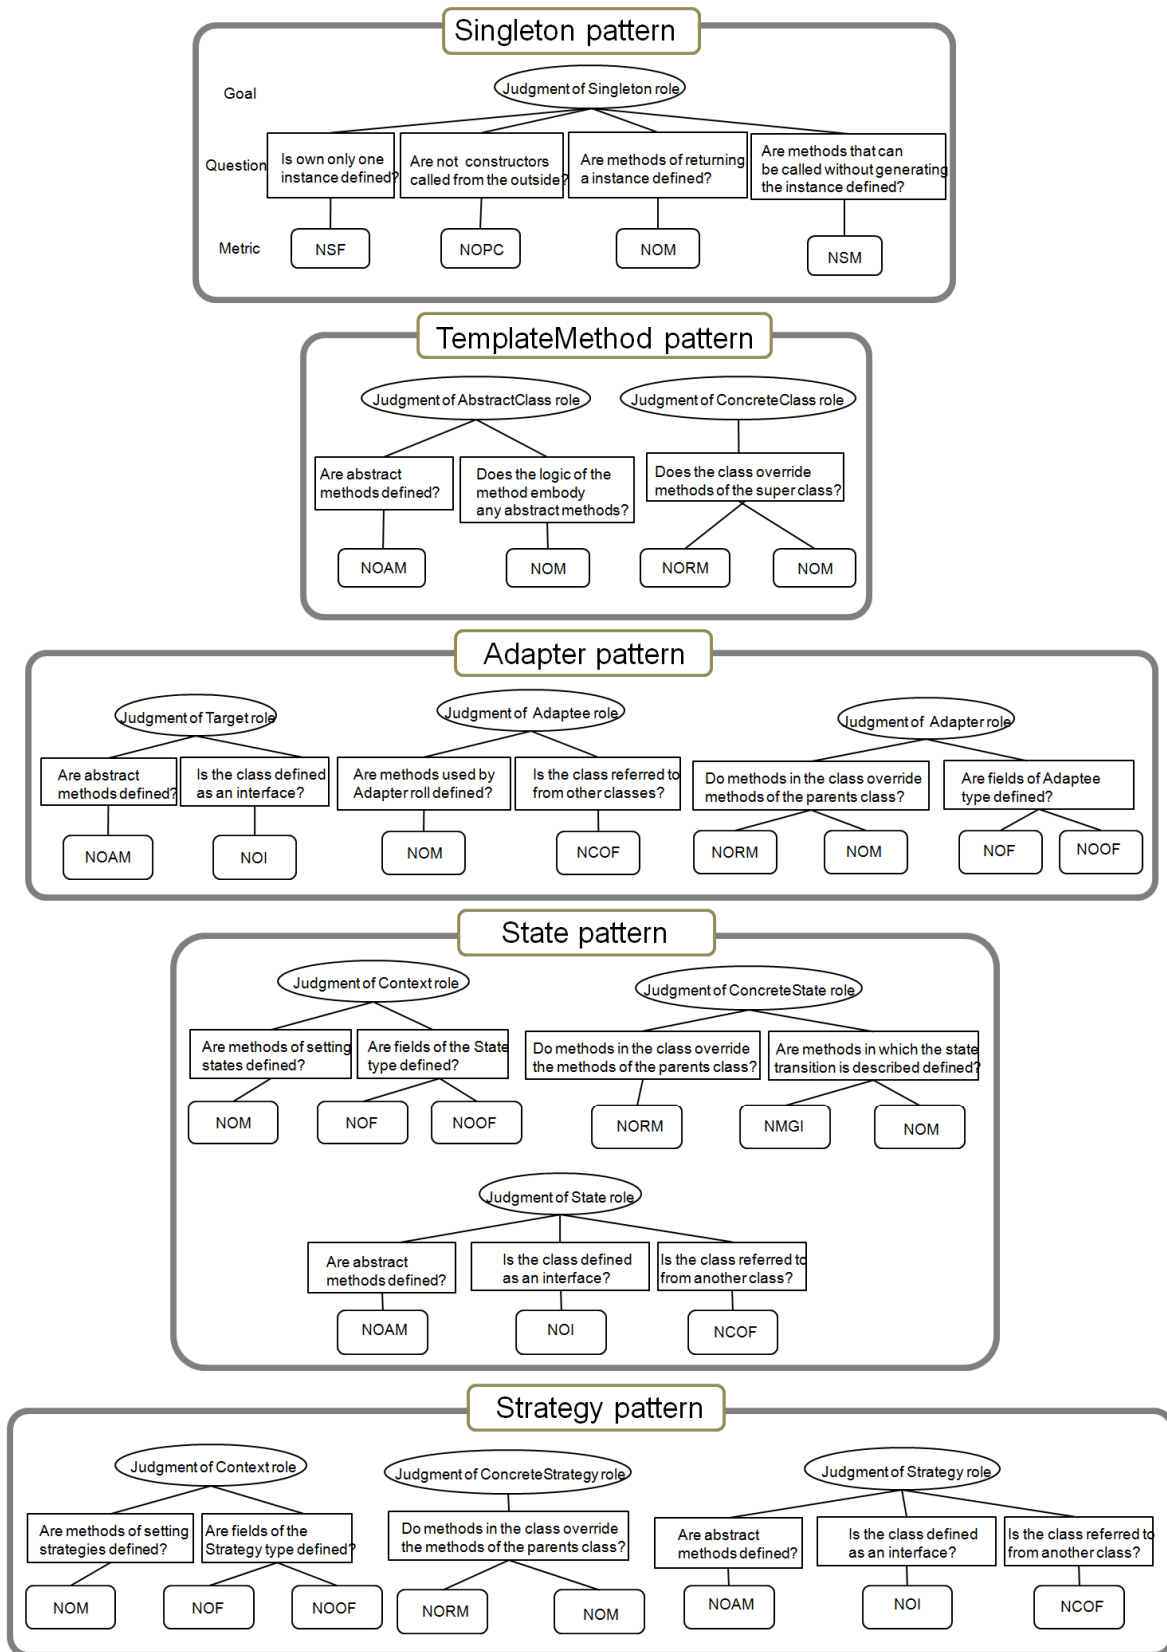 Singleton pattern
Goal
Judgment of Singleton role
Question
Is own only one
instance defined?
Are not constructors
called from the outside?
Are methods of returning
a instance defined?
Are methods that can
be called without generating
the instance defined?
Metric
NSF
NOPC
NOM
NSM
TemplateMethod pattern
Judgment of AbstractClass role
Judgment of ConcreteClass role
Are abstract
methods defined?
Does the logic of the
method embody
any abstract methods?
Does the class override
methods of the super class?
NOAM
NOM
NORM
NOM
Adapter pattern
Judgment of Target role
Judgment of Adaptee role
Judgment of Adapter role
Are abstract
methods defined?
Is the class defined
as an interface?
Are methods used by
Adapter roll defined?
Is the class referred to
from other classes?
Do methods in the class override
methods of the parents class?
Are fields of Adaptee
type defined?
NOAM
NOI
NOM
NCOF
NORM
NOM
NOF
NOOF
State pattern
Judgment of Context role
Judgment of ConcreteState role
Are methods of setting
states defined?
Are fields of the State
type defined?
Do methods in the class override
the methods of the parents class?
Are methods in which the state
transition is described defined?
NOM
NOF
NOOF
NORM
NMGI
NOM
Judgment of State role
Are abstract
methods defined?
Is the class defined
as an interface?
Is the class referred to
from another class?
NOAM
NOI
NCOF
Strategy pattern
Judgment of Context role
Judgment of ConcreteStrategy role
Judgment of Strategy role
Are methods of setting
strategies defined?
Are fields of the
Strategy type defined?
Do methods in the class override
the methods of the parents class?
Are abstract
methods defined?
Is the class defined
as an interface?
Is the class referred to
from another class?
NOM
NOF
NOOF
NORM
NOM
NOAM
NOI
NCOF